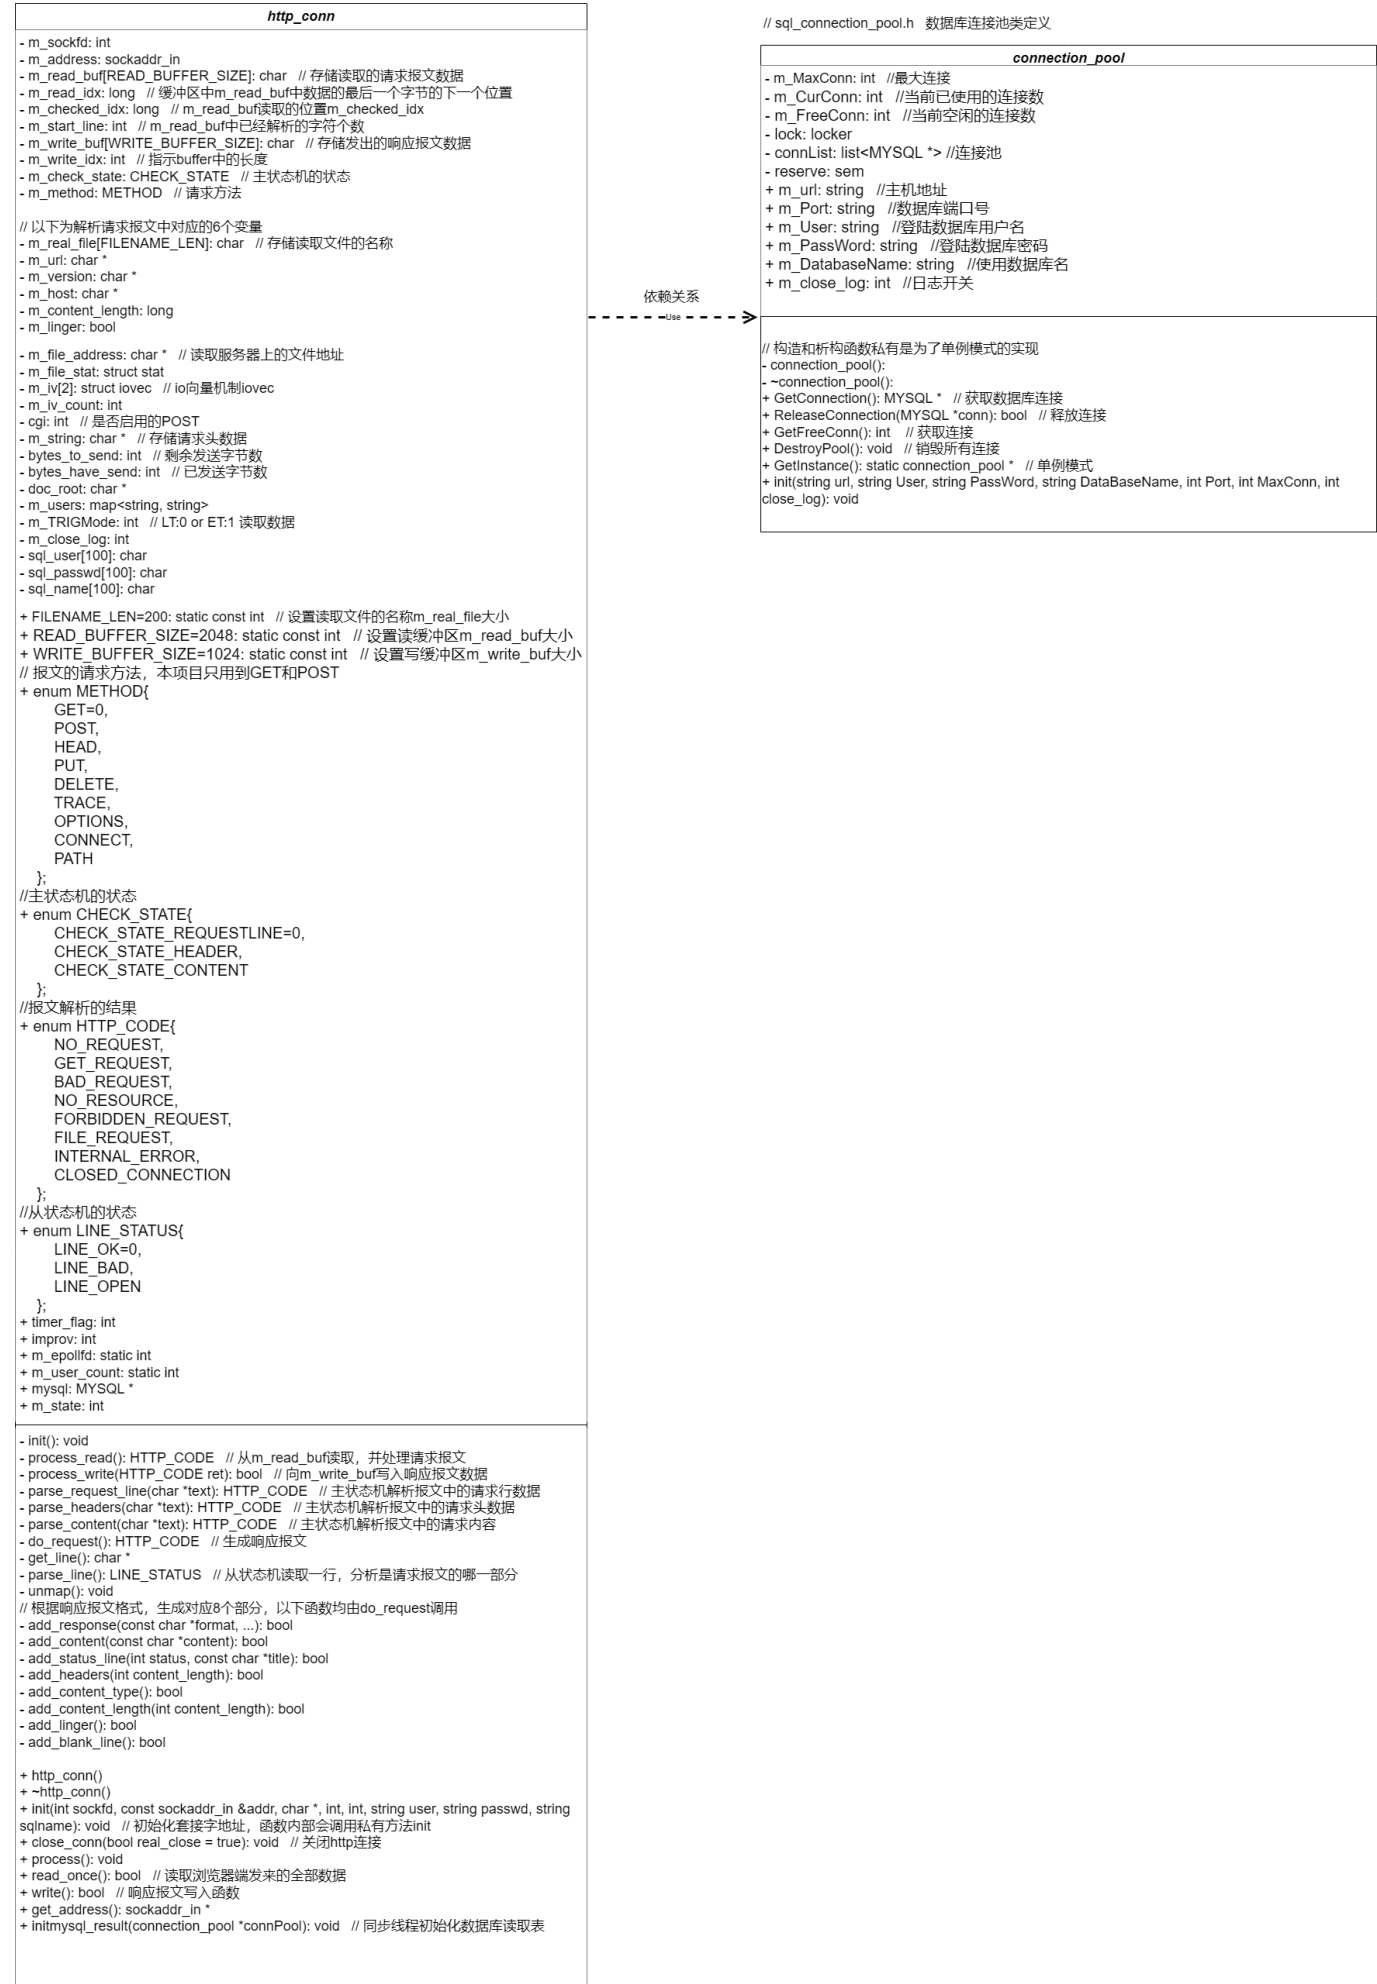 http_conn
- m_sockfd: int
- m_address: sockaddr_in
- m_read_buf[READ_BUFFER_SIZE]: char // 存储读取的请求报文数据
- m_read_idx: long // 缓冲区中m_read_buf中数据的最后一个字节的下一个位置
- m_checked_idx: long // m_read_buf读取的位置m_checked_idx
- m_start_line: int // m_read_buf中已经解析的字符个数
- m_write_buf[WRITE_BUFFER_SIZE]: char // 存储发出的响应报文数据
- m_write_idx: int // 指示buffer中的长度
- m_check_state: CHECK_STATE // 主状态机的状态
- m_method: METHOD // 请求方法
// 以下为解析请求报文中对应的6个变量
- m_real_file[FILENAME_LEN]: char // 存储读取文件的名称
- m_url: char *
- m_version: char *
- m_host: char *
- m_content_length: long
- m_linger: bool
- m_file_address: char * // 读取服务器上的文件地址
- m_file_stat: struct stat
- m_iv[2]: struct iovec // io向量机制iovec
- m_iv_count: int
- cgi: int // 是否启用的POST
- m_string: char * // 存储请求头数据
- bytes_to_send: int // 剩余发送字节数
- bytes_have_send: int // 已发送字节数
- doc_root: char *
- m_users: map<string, string>
- m_TRIGMode: int // LT:0 or ET:1 读取数据
- m_close_log: int
- sql_user[100]: char
- sql_passwd[100]: char
- sql_name[100]: char
+ FILENAME_LEN=200: static const int // 设置读取文件的名称m_real_file大小
+ READ_BUFFER_SIZE=2048: static const int // 设置读缓冲区m_read_buf大小
+ WRITE_BUFFER_SIZE=1024: static const int // 设置写缓冲区m_write_buf大小
// 报文的请求方法，本项目只用到GET和POST
+ enum METHOD{
GET=0,
POST,
HEAD,
PUT,
DELETE,
TRACE,
OPTIONS,
CONNECT,
PATH
};
//主状态机的状态
+ enum CHECK_STATE{
CHECK_STATE_REQUESTLINE=0,
CHECK_STATE_HEADER,
CHECK_STATE_CONTENT
};
//报文解析的结果
+ enum HTTP_CODE{
NO_REQUEST,
GET_REQUEST,
BAD_REQUEST,
NO_RESOURCE,
FORBIDDEN_REQUEST,
FILE_REQUEST,
INTERNAL_ERROR,
CLOSED_CONNECTION
};
//从状态机的状态
+ enum LINE_STATUS{
LINE_OK=0,
LINE_BAD,
LINE_OPEN
};
+ timer_flag: int
+ improv: int
+ m_epollfd: static int
+ m_user_count: static int
+ mysql: MYSQL *
+ m_state: int
- init(): void
- process_read(): HTTP_CODE // 从m_read_buf读取，并处理请求报文
- process_write(HTTP_CODE ret): bool // 向m_write_buf写入响应报文数据
- parse_request_line(char *text): HTTP_CODE // 主状态机解析报文中的请求行数据
- parse_headers(char *text): HTTP_CODE // 主状态机解析报文中的请求头数据
- parse_content(char *text): HTTP_CODE // 主状态机解析报文中的请求内容
- do_request(): HTTP_CODE // 生成响应报文
- get_line(): char *
- parse_line(): LINE_STATUS // 从状态机读取一行，分析是请求报文的哪一部分
- unmap(): void
// 根据响应报文格式，生成对应8个部分，以下函数均由do_request调用
- add_response(const char *format, ...): bool
- add_content(const char *content): bool
- add_status_line(int status, const char *title): bool
- add_headers(int content_length): bool
- add_content_type(): bool
- add_content_length(int content_length): bool
- add_linger(): bool
- add_blank_line(): bool
+ http_conn()
+ ~http_conn()
+ init(int sockfd, const sockaddr_in &addr, char *, int, int, string user, string passwd, string
sqlname): void // 初始化套接字地址，函数内部会调用私有方法init
+ close_conn(bool real_close = true): void // 关闭http连接
+ process(): void
+ read_once(): bool // 读取浏览器端发来的全部数据
+ write(): bool // 响应报文写入函数
+ get_address(): sockaddr_in *
+ initmysql_result(connection_pool *connPool): void // 同步线程初始化数据库读取表
依赖关系
Use
// sql_connection_pool.h 数据库连接池类定义
connection_pool
- m_MaxConn: int //最大连接
- m_CurConn: int //当前已使用的连接数
- m_FreeConn: int //当前空闲的连接数
- lock: locker
- connList: list<MYSQL *> //连接池
- reserve: sem
+ m_url: string //主机地址
+ m_Port: string //数据库端口号
+ m_User: string //登陆数据库用户名
+ m_PassWord: string //登陆数据库密码
+ m_DatabaseName: string //使用数据库名
+ m_close_log: int //日志开关
// 构造和析构函数私有是为了单例模式的实现
- connection_pool():
- ~connection_pool():
+ GetConnection(): MYSQL * // 获取数据库连接
+ ReleaseConnection(MYSQL *conn): bool // 释放连接
+ GetFreeConn(): int // 获取连接
+ DestroyPool(): void // 销毁所有连接
+ GetInstance(): static connection_pool * // 单例模式
+ init(string url, string User, string PassWord, string DataBaseName, int Port, int MaxConn, int
close_log): void